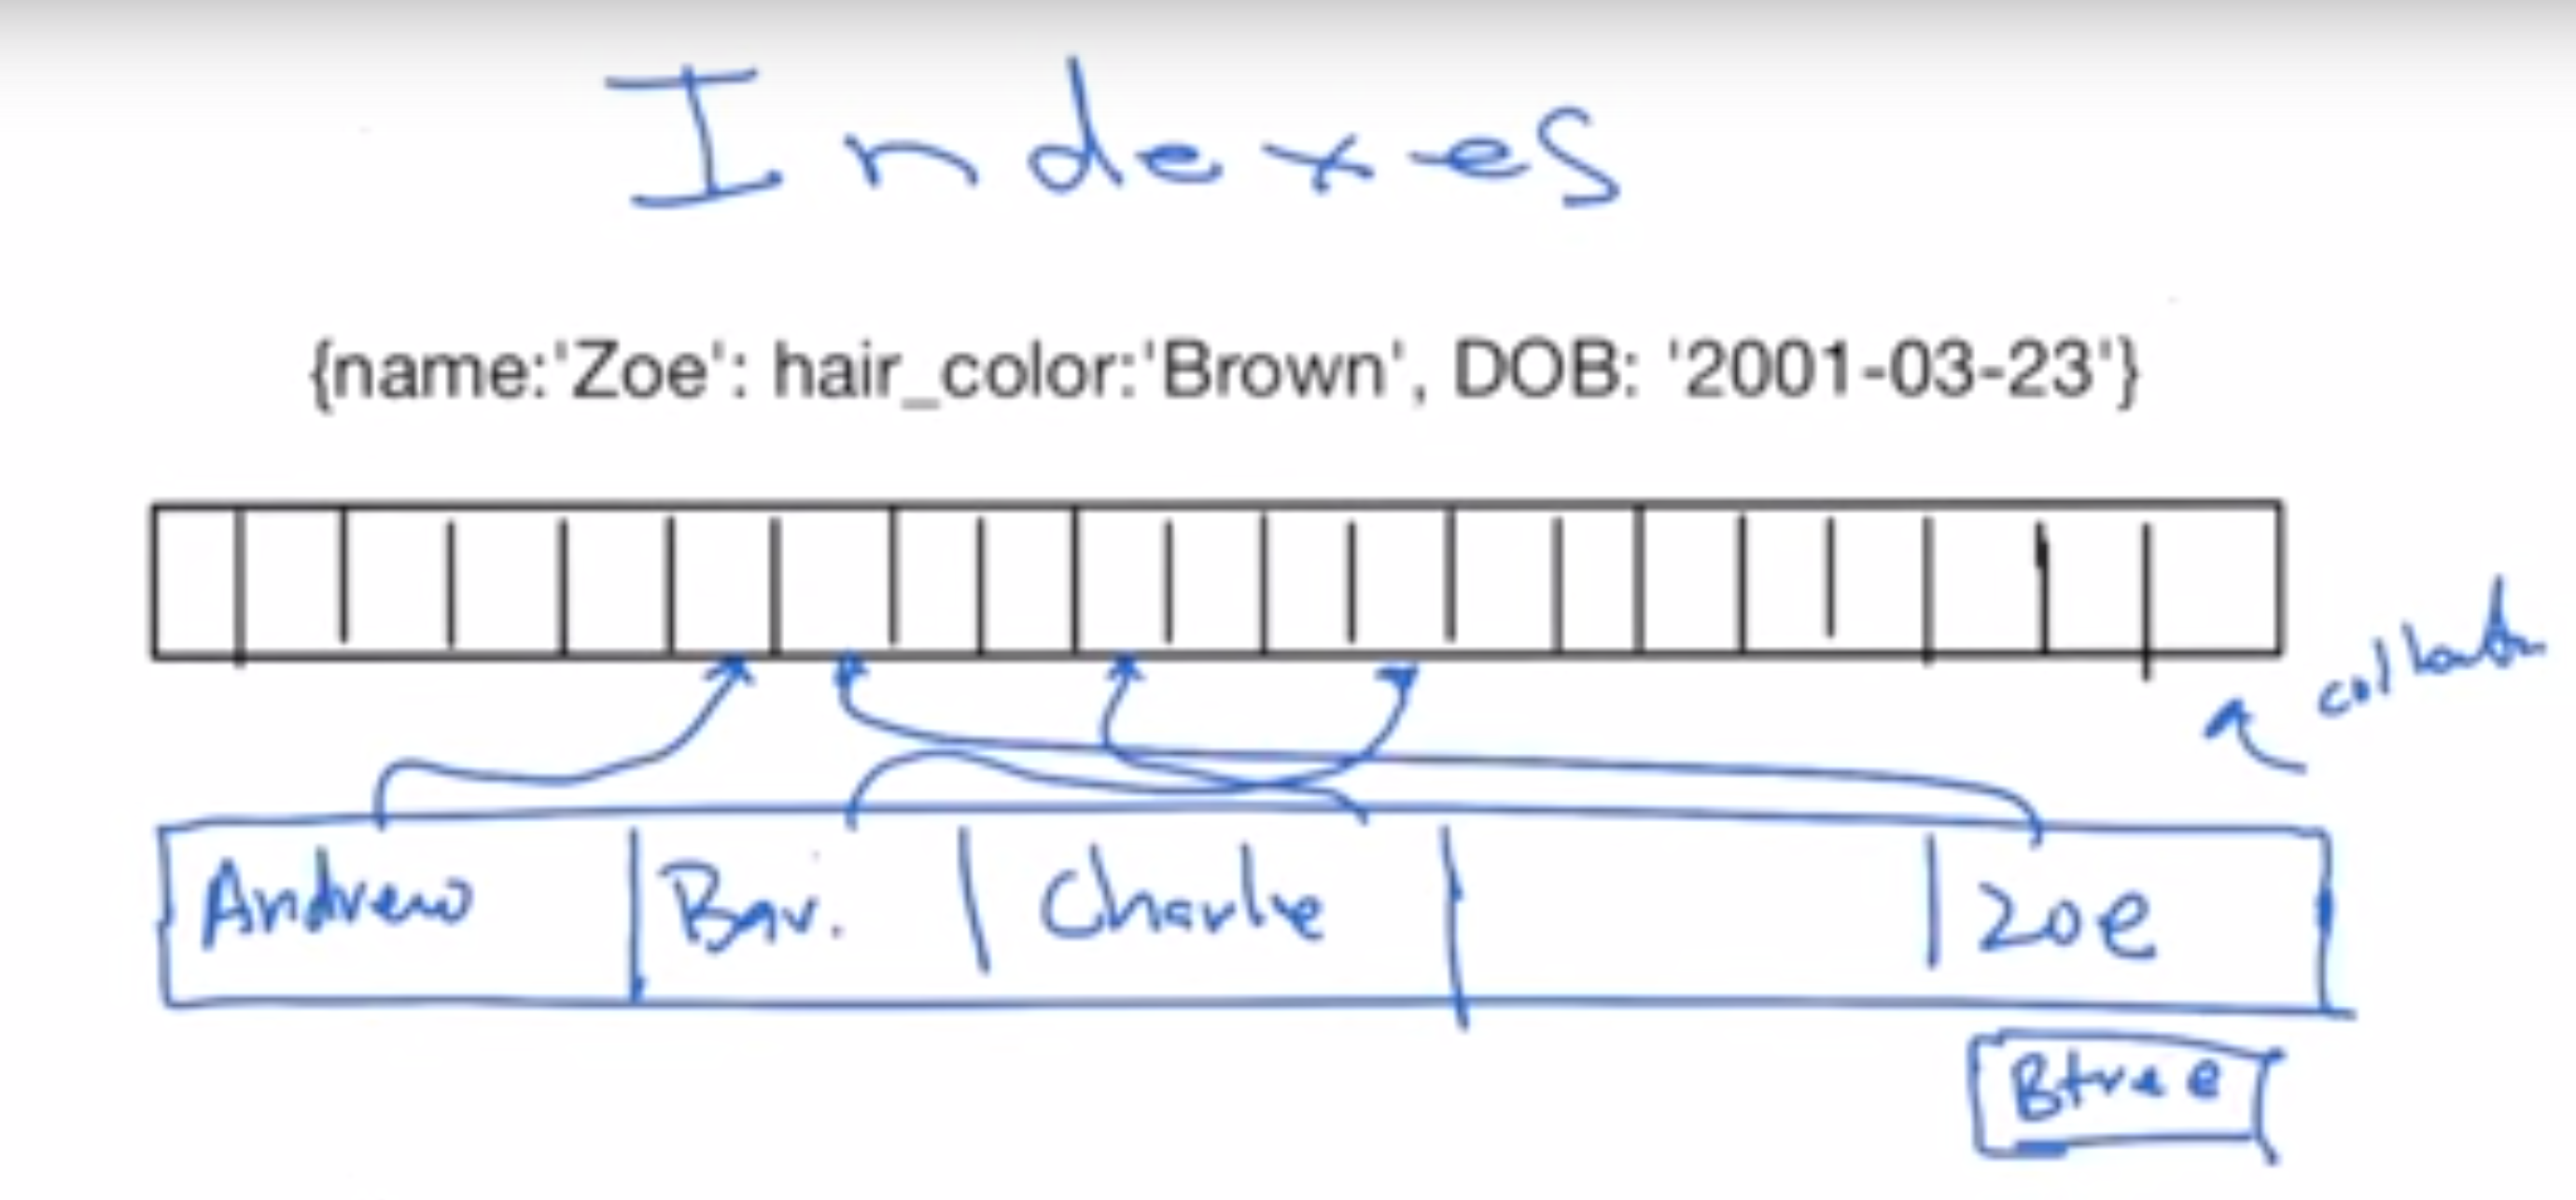 Indexes
{name:'Zoe': hair_color:'Brown', DOB: '2001-03-23'}
Andrew Bar. Charlie Zoe
Btree